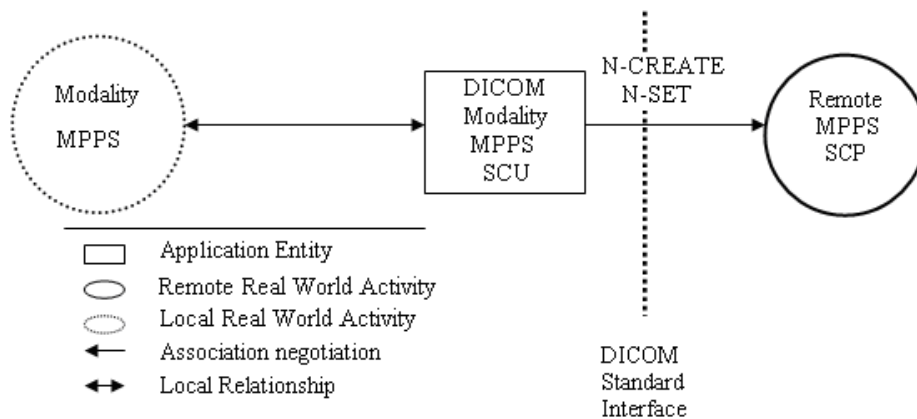 Modality
MPPS
DICOM
Modality
MPPS
SCU
N-CREATE
N-SET
Remote
MPPS
SCP
Application Entity
Remote Real World Activity
Local Real World Activity
Association negotiation
Local Relationship
DICOM
Standard
Interface